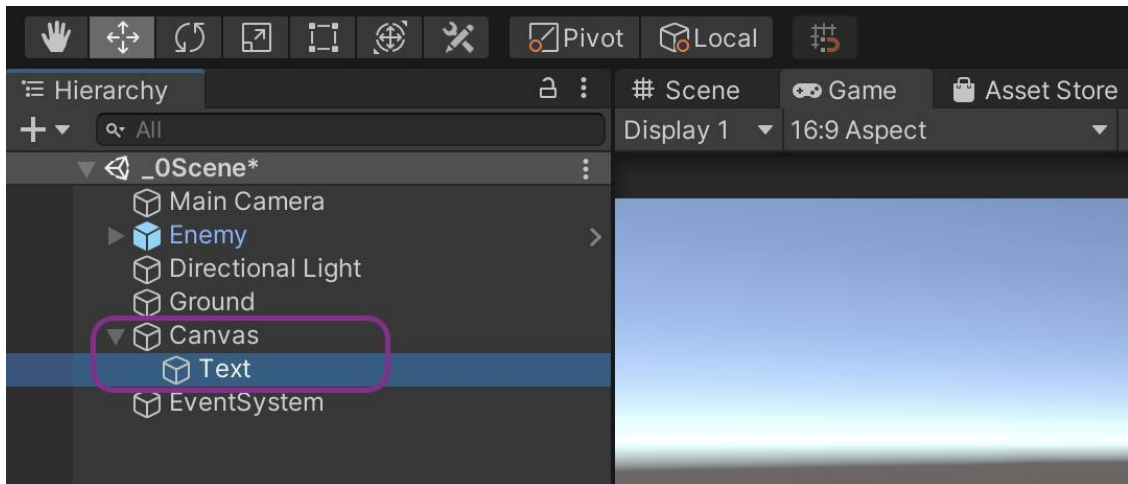 Pivot Local
Hierarchy
# Scene Game Asset Store
All
Display 1 16:9 Aspect
_0Scene*
Main Camera
Enemy
Directional Light
Ground
Canvas
Text
EventSystem